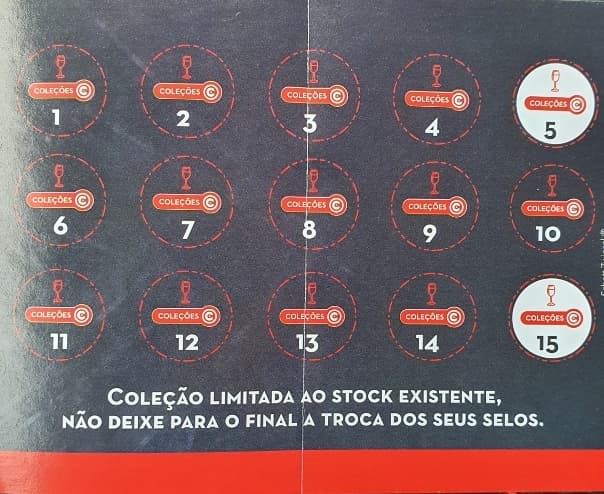 COLEÇÕES C COLEÇÕES C COLEÇÕES C COLEÇÕES C COLEÇÕES C
1 2 3 4 5
COLEÇÕES C COLEÇÕES C COLEÇÕES C COLEÇÕES C COLEÇÕES C
6 7 8 9 10
COLEÇÕES C COLEÇÕES C COLEÇÕES C COLEÇÕES C COLEÇÕES C
11 12 13 14 15
COLEÇÃO LIMITADA AO STOCK EXISTENTE,
NÃO DEIXE PARA O FINAL A TROCA DOS SEUS SELOS.